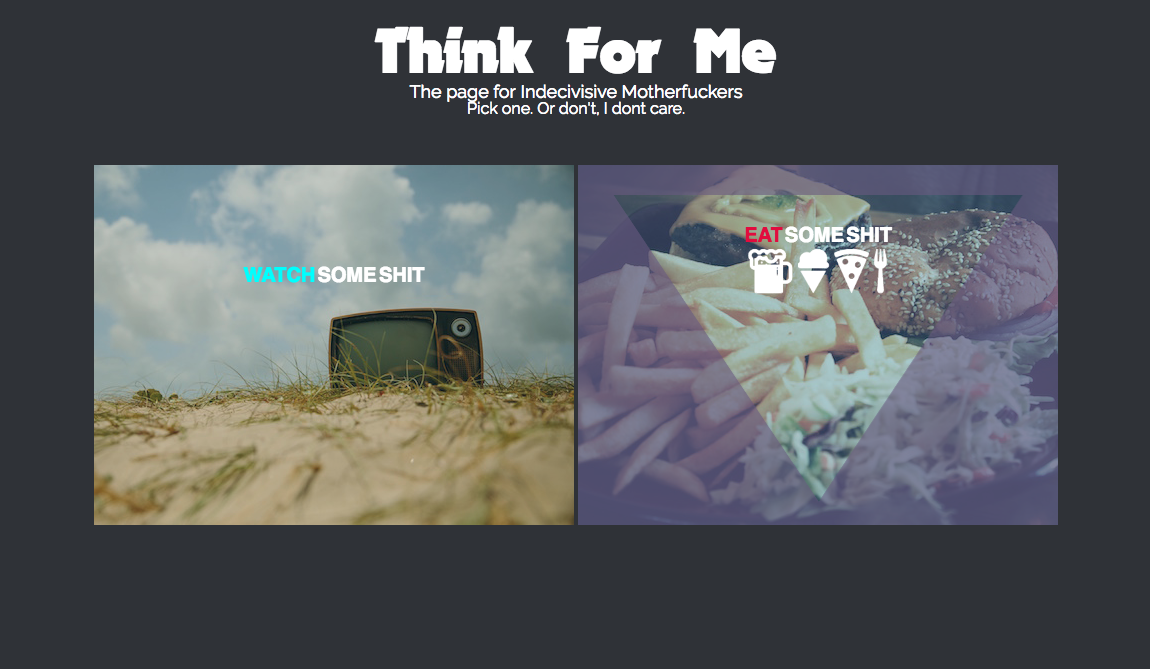 Think For Me
The page for Indecivisive Motherfuckers
Pick one. Or don't, I dont care.
WATCH SOME SHIT
EAT SOME SHIT